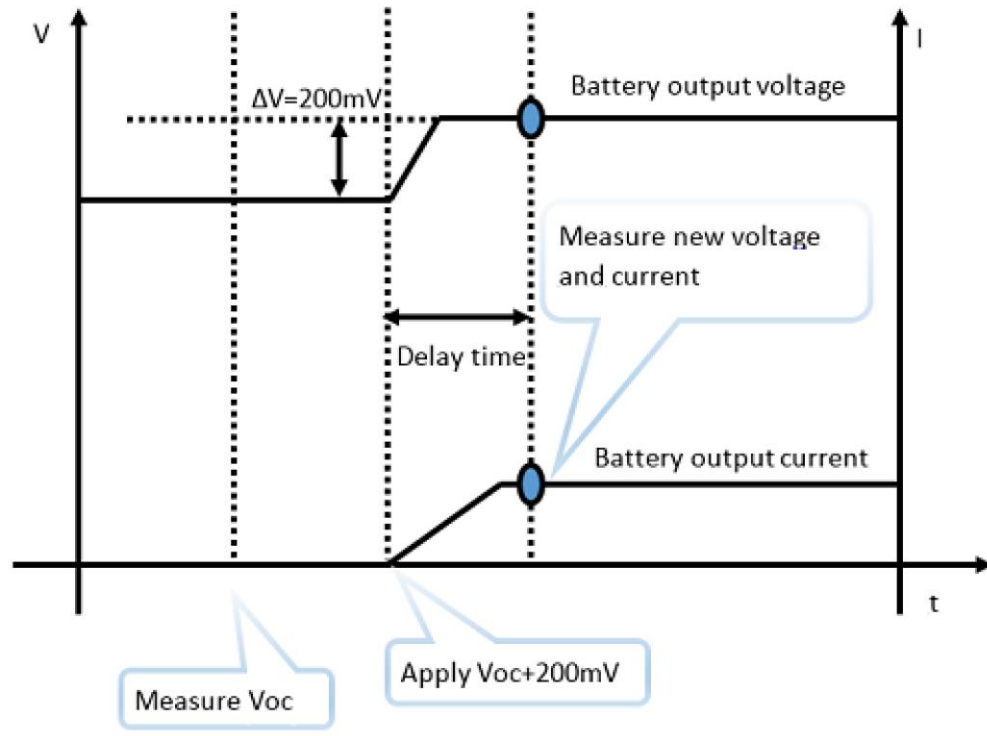 V
I
ΔV=200mV
Battery output voltage
Measure new voltage
and current
Delay time
Battery output current
t
Apply Voc+200mV
Measure Voc